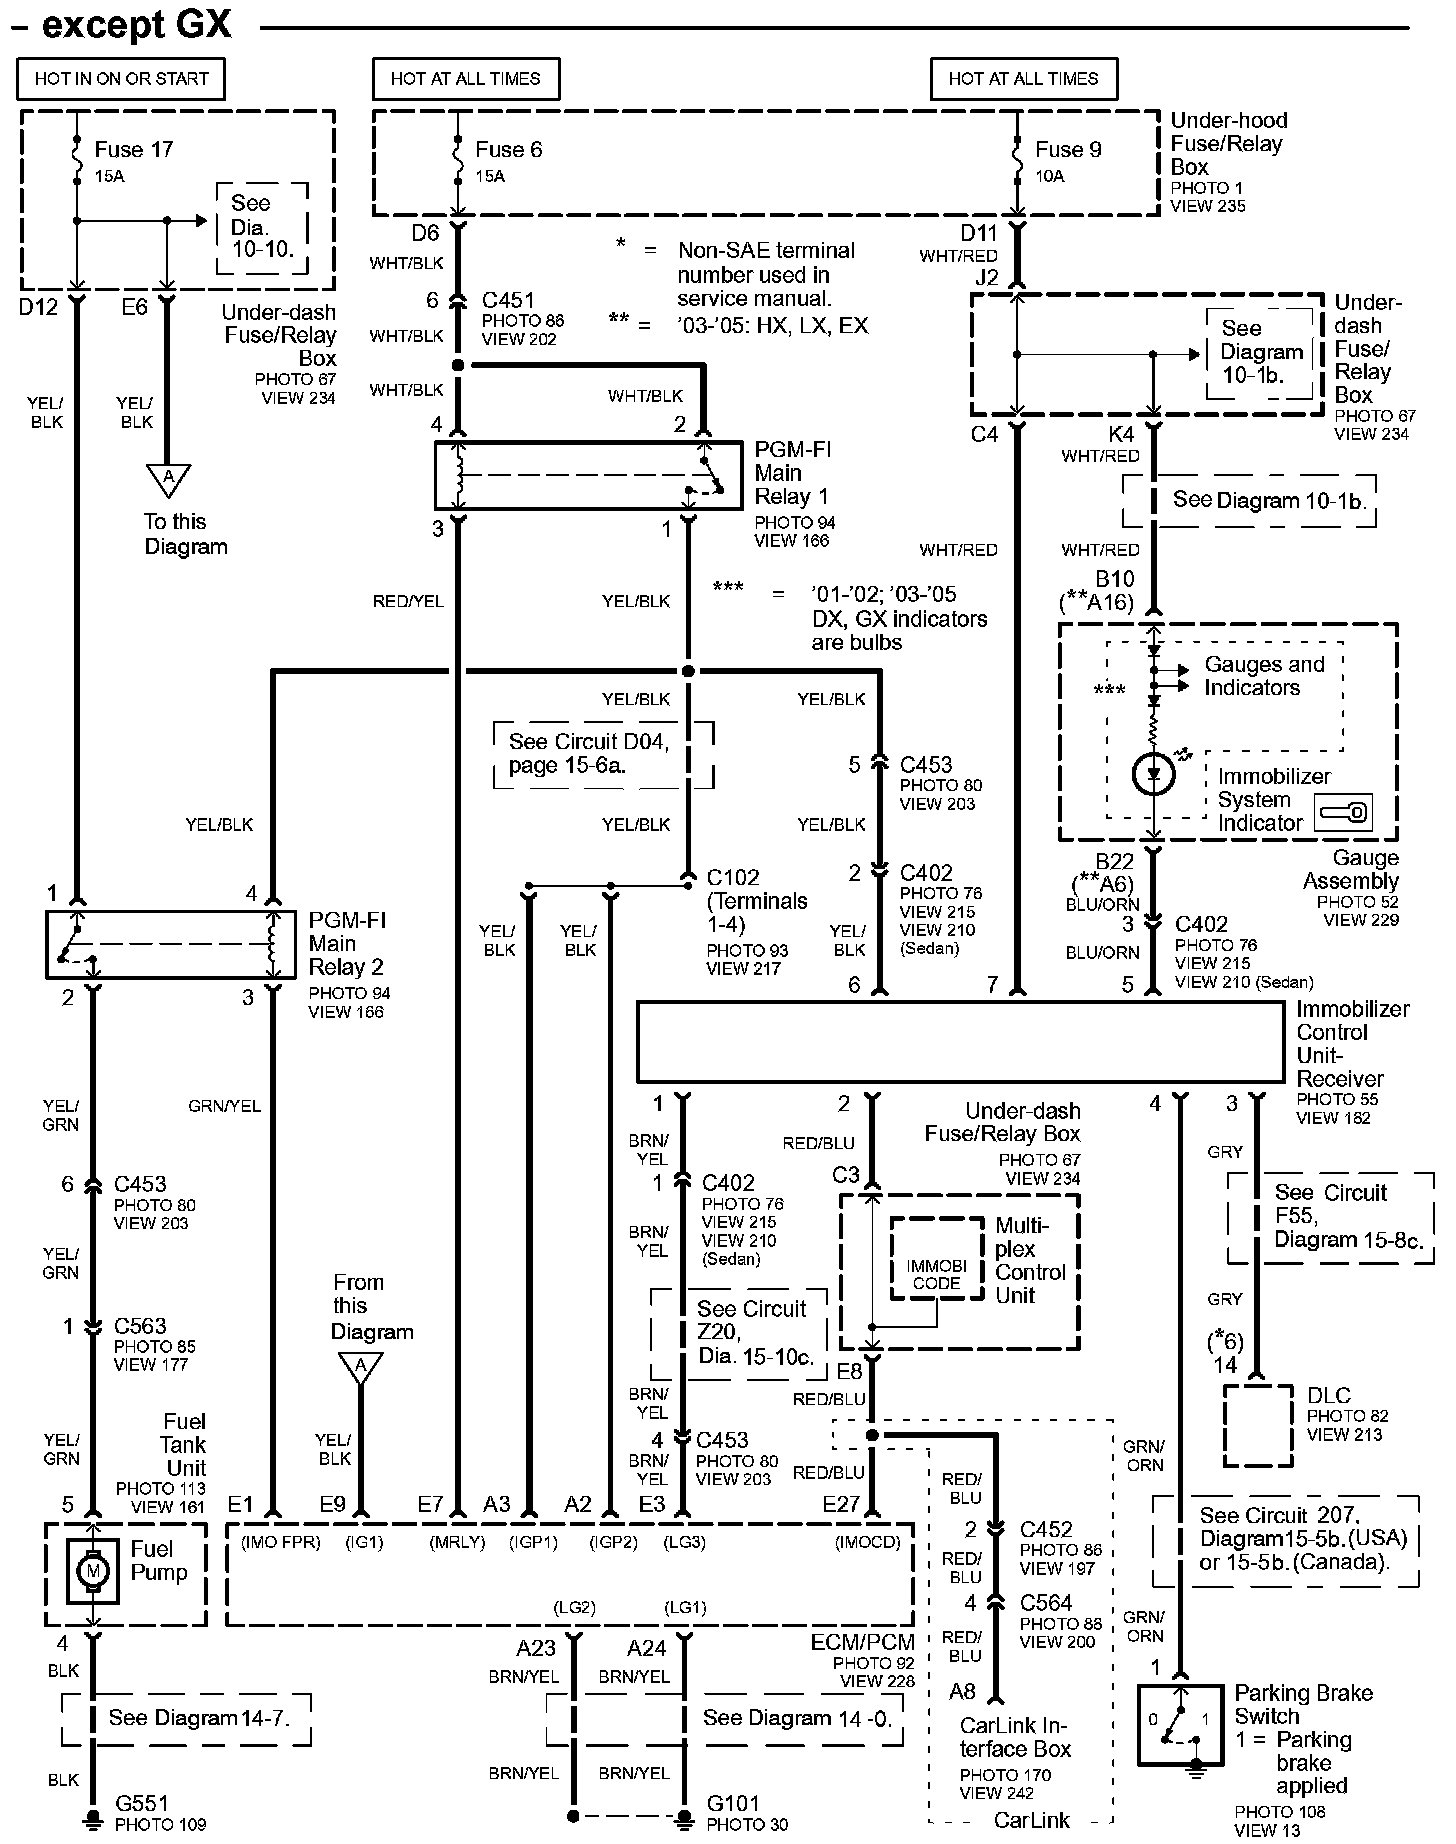 except GX
HOT IN ON OR START
HOT AT ALL TIMES
HOT AT ALL TIMES
Fuse 17
15A
See
Dia.
10-10.
D12
E6
Under-dash
Fuse/Relay
Box
PHOTO 67
VIEW 234
YEL/
BLK
YEL/
BLK
A
To this
Diagram
Fuse 6
15A
Fuse 9
10A
Under-hood
Fuse/Relay
Box
PHOTO 1
VIEW 235
D6
WHT/BLK
6
C451
PHOTO 86
VIEW 202
WHT/BLK
WHT/BLK
WHT/BLK
* = Non-SAE terminal
number used in
service manual.
** = '03-'05: HX, LX, EX
D11
WHT/RED
J2
See
Diagram
10-1b.
Under-
dash
Fuse/
Relay
Box
PHOTO 67
VIEW 234
4
2
PGM-FI
Main
Relay 1
PHOTO 94
VIEW 166
3
1
C4
K4
WHT/RED
See Diagram 10-1b.
WHT/RED
WHT/RED
RED/YEL
YEL/BLK
*** = '01-'02; '03-'05
DX, GX indicators
are bulbs
B10
(**A16)
***
Gauges and
Indicators
Immobilizer
System
Indicator
Gauge
Assembly
PHOTO 52
VIEW 229
YEL/BLK
YEL/BLK
See Circuit D04,
page 15-6a.
5
C453
PHOTO 80
VIEW 203
YEL/BLK
YEL/BLK
YEL/BLK
2
C402
PHOTO 76
VIEW 215
VIEW 210
(Sedan)
YEL/
BLK
C102
(Terminals
1-4)
PHOTO 93
VIEW 217
YEL/
BLK
YEL/
BLK
B22
(**A6)
BLU/ORN
3
C402
PHOTO 76
VIEW 215
VIEW 210 (Sedan)
BLU/ORN
1
4
PGM-FI
Main
Relay 2
PHOTO 94
VIEW 166
2
3
6
7
5
Immobilizer
Control
Unit-
Receiver
PHOTO 55
VIEW 182
YEL/
GRN
GRN/YEL
6
C453
PHOTO 80
VIEW 203
YEL/
GRN
1
C563
PHOTO 85
VIEW 177
YEL/
GRN
From
this
Diagram
A
YEL/
BLK
1
BRN/
YEL
1
C402
PHOTO 76
VIEW 215
VIEW 210
(Sedan)
BRN/
YEL
See Circuit
Z20,
Dia. 15-10c.
BRN/
YEL
4
C453
PHOTO 80
VIEW 203
BRN/
YEL
2
RED/BLU
Under-dash
Fuse/Relay Box
PHOTO 67
VIEW 234
C3
IMMOBI
CODE
Multi-
plex
Control
Unit
E8
RED/BLU
RED/BLU
4
3
GRY
See Circuit
F55,
Diagram 15-8c.
GRY
(*6)
14
DLC
PHOTO 82
VIEW 213
GRN/
ORN
See Circuit 207,
Diagram15-5b.(USA)
or 15-5b.(Canada).
GRN/
ORN
Fuel
Tank
Unit
PHOTO 113
VIEW 161
5
E1
E9
E7
A3
A2
E3
E27
(IMO FPR)
(IG1)
(MRLY)
(IGP1)
(IGP2)
(LG3)
(IMOCD)
M
Fuel
Pump
(LG2)
(LG1)
ECM/PCM
PHOTO 92
VIEW 228
4
BLK
See Diagram 14-7.
BLK
G551
PHOTO 109
A23
A24
BRN/YEL
BRN/YEL
See Diagram 14 -0.
BRN/YEL
BRN/YEL
G101
PHOTO 30
RED/
BLU
2
C452
PHOTO 86
VIEW 197
RED/
BLU
4
C564
PHOTO 88
VIEW 200
RED/
BLU
A8
CarLink In-
terface Box
PHOTO 170
VIEW 242
CarLink
1
0
1
Parking Brake
Switch
1 = Parking
brake
applied
PHOTO 108
VIEW 13